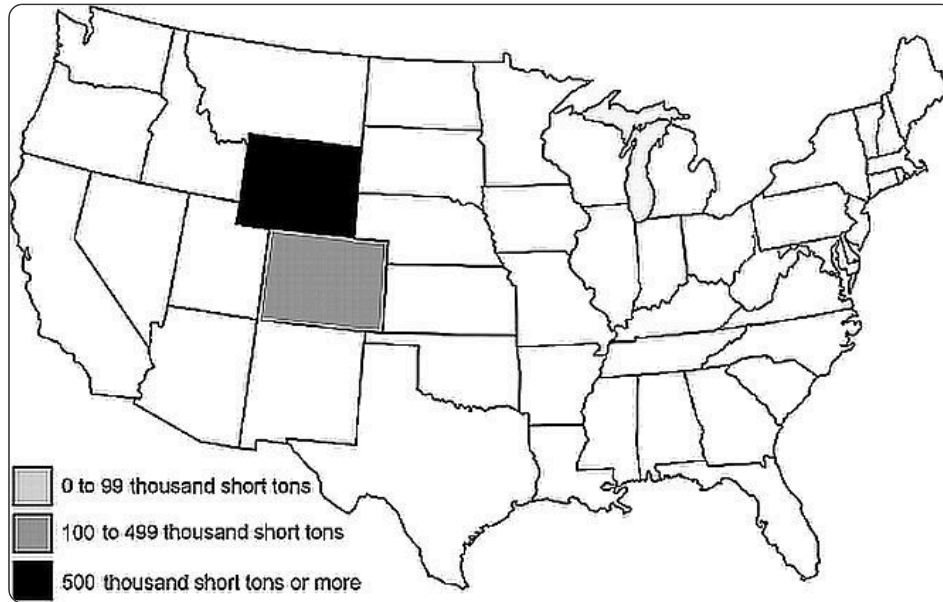 0 to 99 thousand short tons
100 to 499 thousand short tons
500 thousand short tons or more